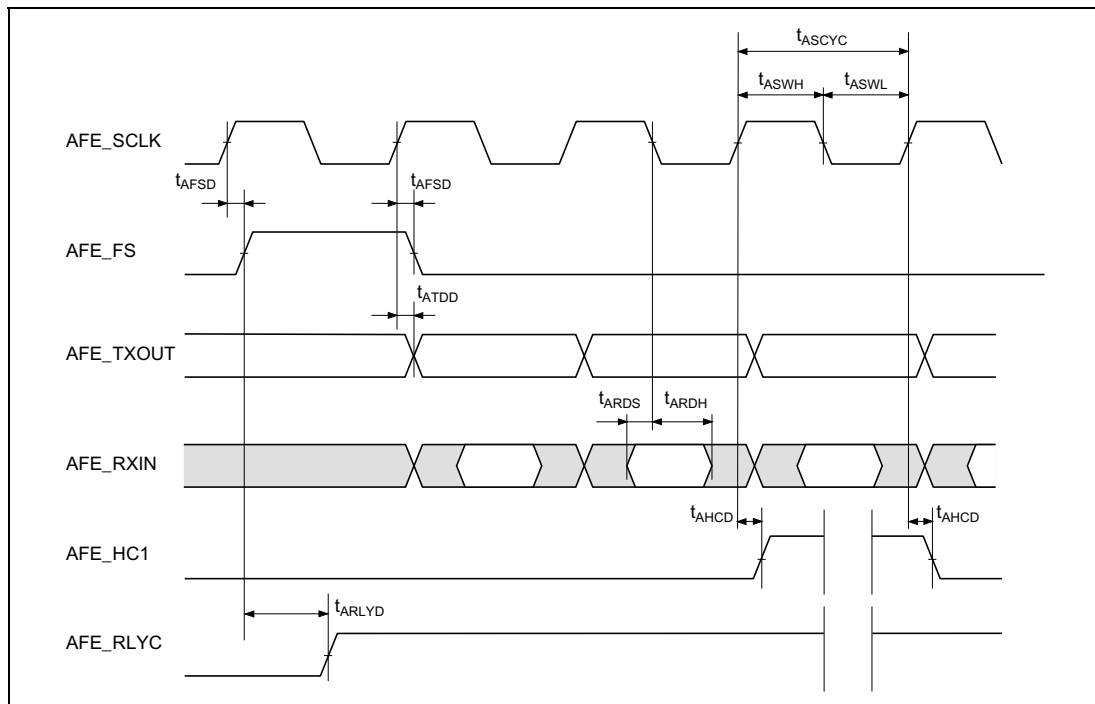 tASCYC
tASWH tASWL
AFE_SCLK
tAFSD tAFSD
AFE_FS
tATDD
AFE_TXOUT
tARDS tARDH
AFE_RXIN
tAHCD tAHCD
AFE_HC1
tARLYD
AFE_RLYC